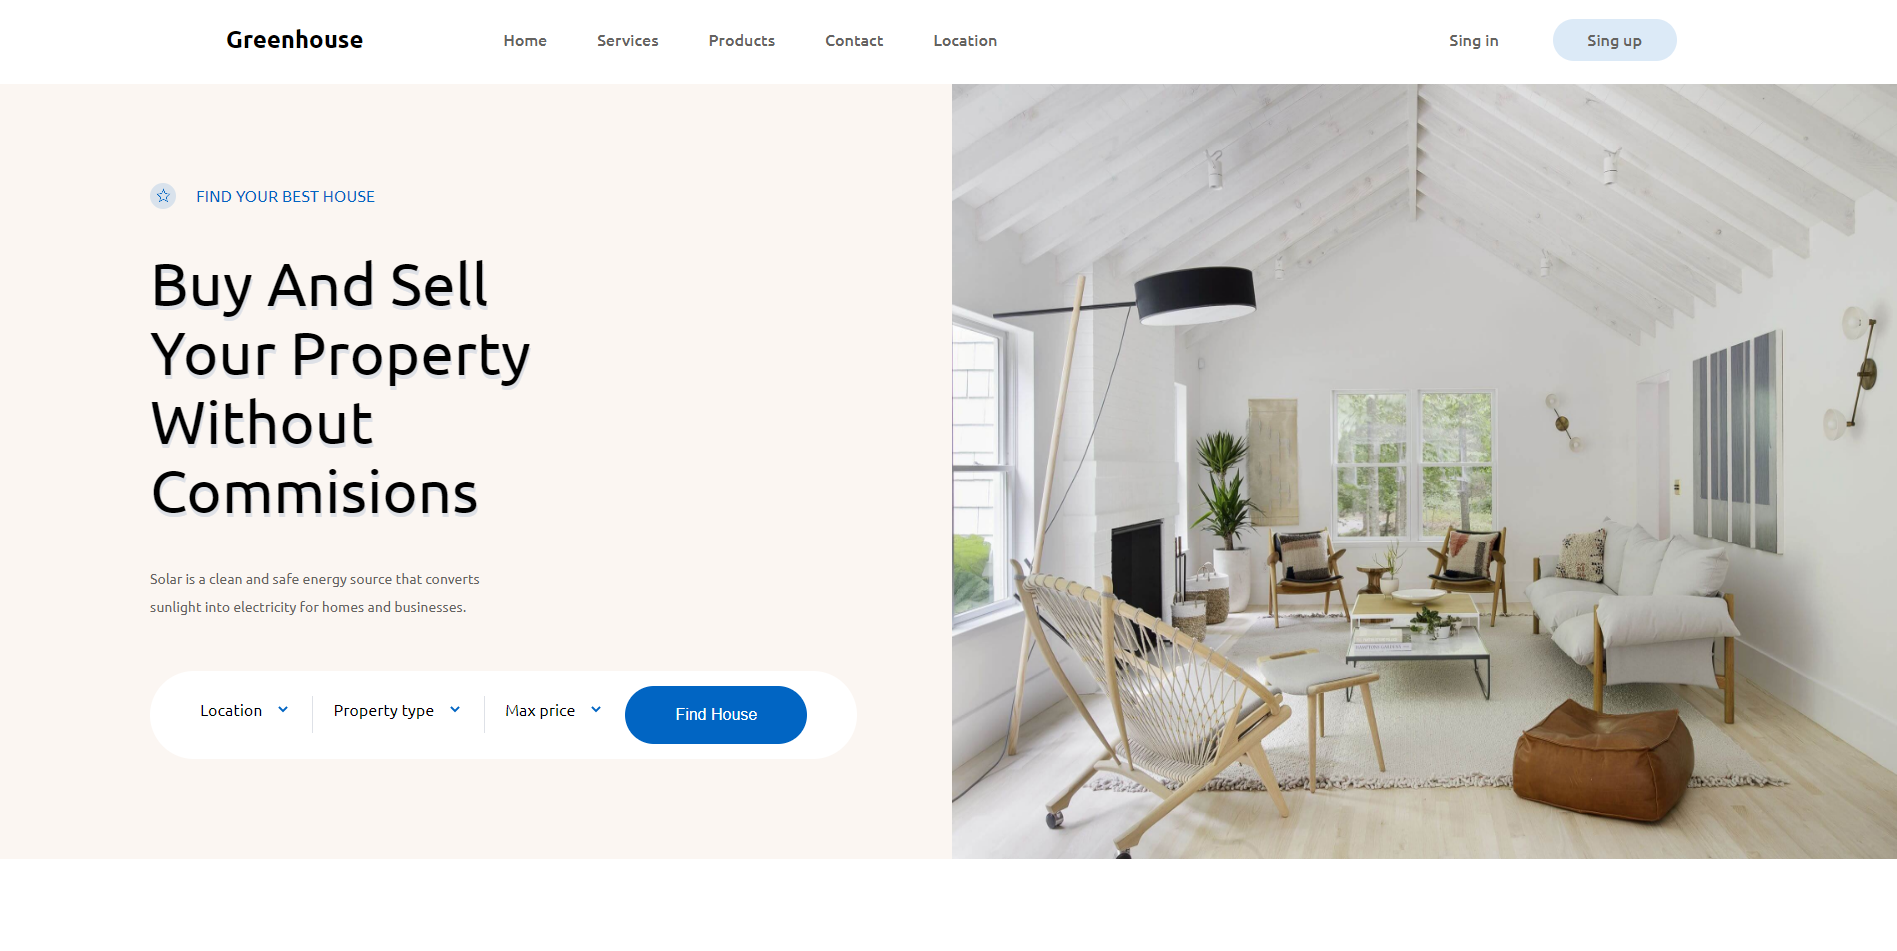 Greenhouse
Home Services Products Contact Location
Sing in Sing up
FIND YOUR BEST HOUSE
Buy And Sell
Your Property
Without
Commisions
Solar is a clean and safe energy source that converts
sunlight into electricity for homes and businesses.
Location Property type Max price Find House